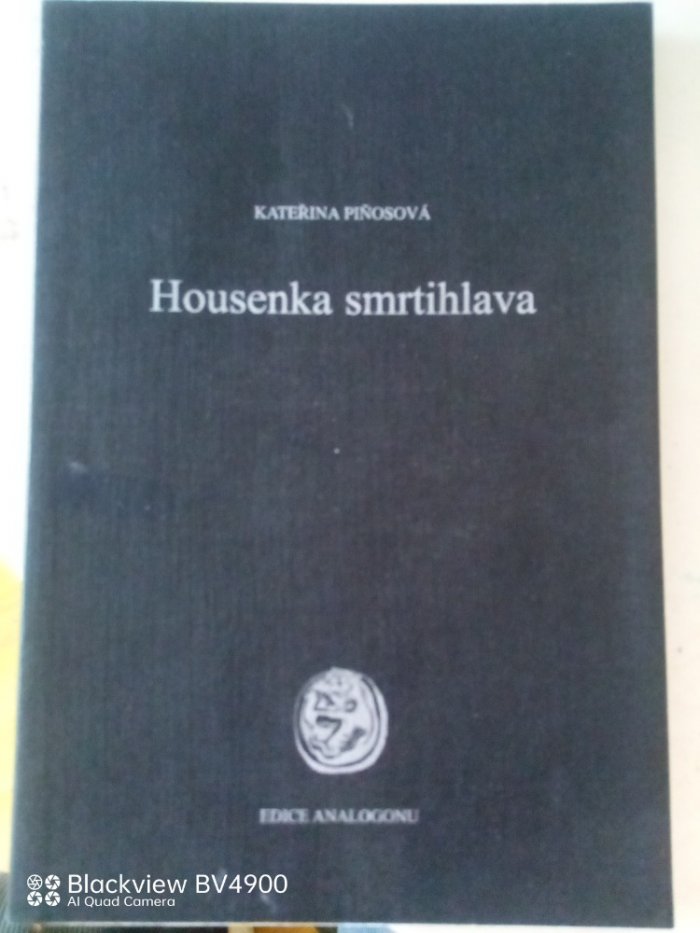 KATEŘINA PIŇOSOVÁ
Housenka smrtihlava
EDICE ANALOGONU
Blackview BV4900
AI Quad Camera